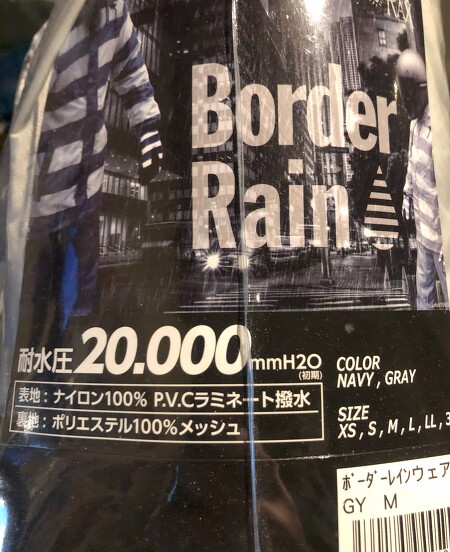 Border
Rain
耐水圧 20.000mmH2O
(初期)
表地:ナイロン100% P.V.Cラミネート撥水
裏地:ポリエステル100%メッシュ
COLOR
NAVY , GRAY
SIZE
XS , S , M , L , LL , 3
ボーダーレインウェア
GY M